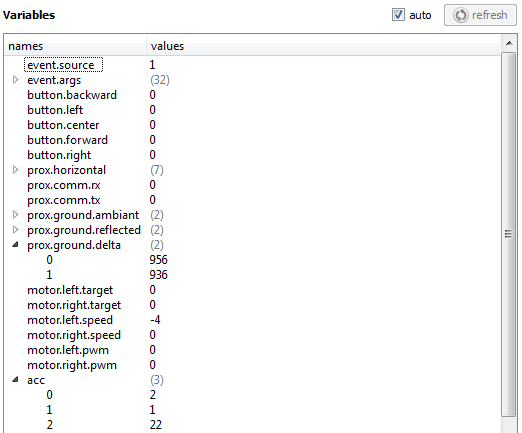 Variables auto refresh
names values
event.source 1
event.args (32)
button.backward 0
button.left 0
button.center 0
button.forward 0
button.right 0
prox.horizontal (7)
prox.comm.rx 0
prox.comm.tx 0
prox.ground.ambiant (2)
prox.ground.reflected (2)
prox.ground.delta (2)
0 956
1 936
motor.left.target 0
motor.right.target 0
motor.left.speed -4
motor.right.speed 0
motor.left.pwm 0
motor.right.pwm 0
acc (3)
0 2
1 1
2 22